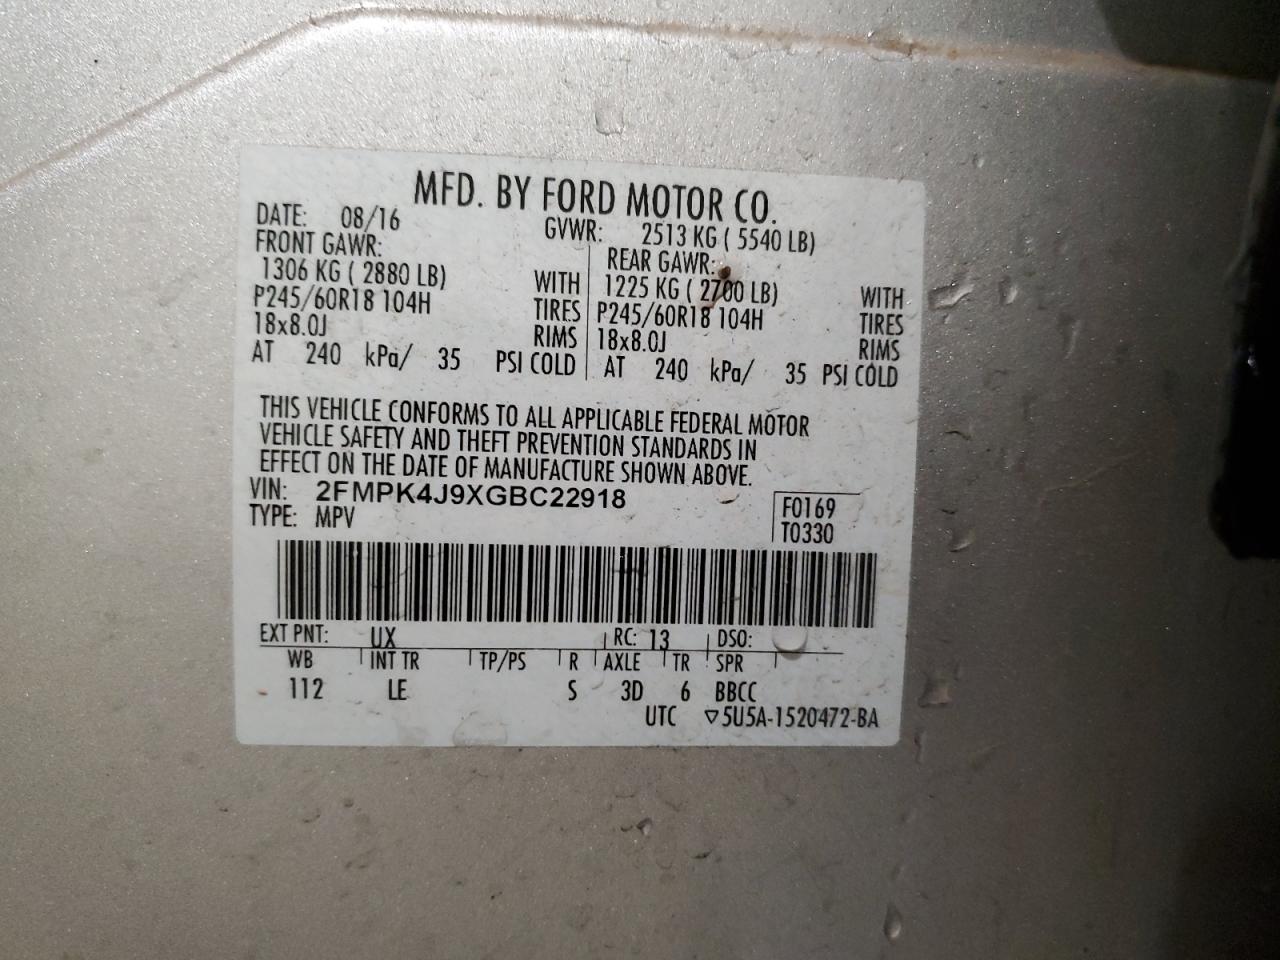 MFD. BY FORD MOTOR CO.
DATE: 08/16 GVWR: 2513 KG ( 5540 LB)
FRONT GAWR: REAR GAWR:
1306 KG ( 2880 LB) WITH 1225 KG ( 2700 LB) WITH
P245/60R18 104H TIRES P245/60R18 104H TIRES
18x8.0J RIMS 18x8.0J RIMS
AT 240 kPa/ 35 PSI COLD AT 240 kPa/ 35 PSI COLD
THIS VEHICLE CONFORMS TO ALL APPLICABLE FEDERAL MOTOR
VEHICLE SAFETY AND THEFT PREVENTION STANDARDS IN
EFFECT ON THE DATE OF MANUFACTURE SHOWN ABOVE.
VIN: 2FMPK4J9XGBC22918 F0169
TYPE: MPV T0330
EXT PNT: UX RC: 13 DSO:
WB INT TR TP/PS R AXLE TR SPR
112 LE S 3D 6 BBCC
UTC ▽5U5A-1520472-BA